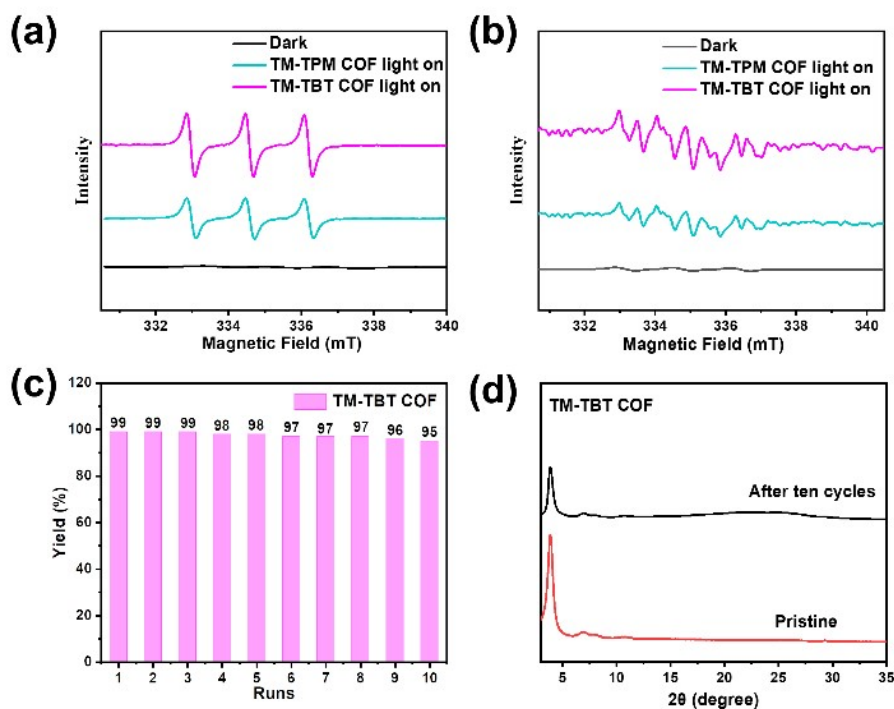 (a)
Dark
TM-TPM COF light on
TM-TBT COF light on
Intensity
332 334 336 338 340
Magnetic Field (mT)
(b)
Dark
TM-TPM COF light on
TM-TBT COF light on
Intensity
332 334 336 338 340
Magnetic Field (mT)
(c)
120
100
80
60
40
20
0
Yield (%)
TM-TBT COF
99 99 99 98 98 97 97 97 96 95
1 2 3 4 5 6 7 8 9 10
Runs
(d)
TM-TBT COF
After ten cycles
Pristine
5 10 15 20 25 30 35
2θ (degree)